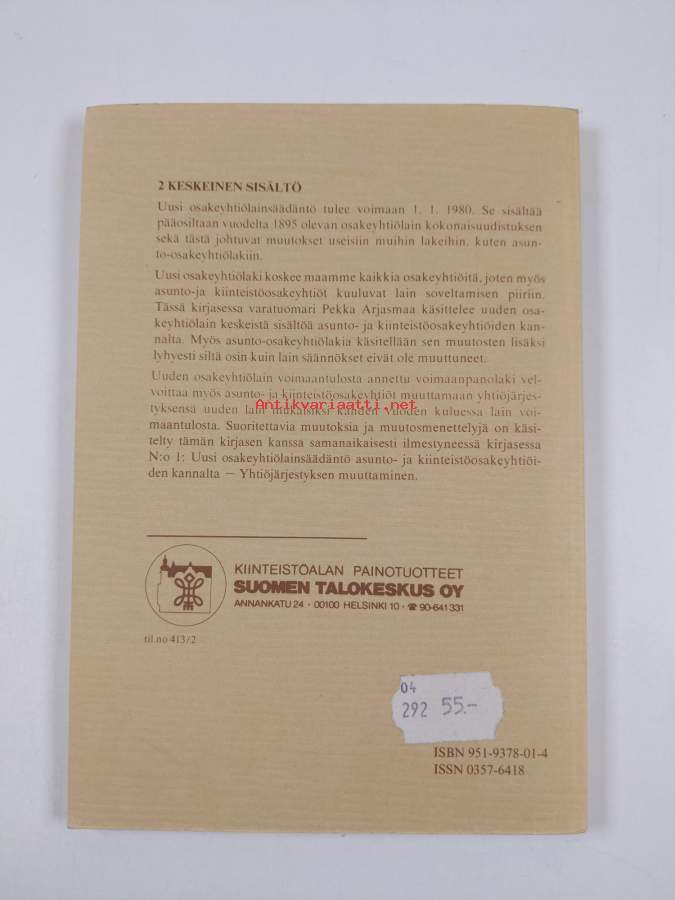 2 KESKEINEN SISÄLTÖ
Uusi osakeyhtiölainsäädäntö tulee voimaan 1. 1. 1980. Se sisältää
pääosiltaan vuodelta 1895 olevan osakeyhtiölain kokonaisuudistuksen
sekä tästä johtuvat muutokset useisiin muihin lakeihin, kuten asun-
to-osakeyhtiölakiin.
Uusi osakeyhtiölaki koskee maamme kaikkia osakeyhtiöitä, joten myös
asunto-ja kiinteistöosakeyhtiöt kuuluvat lain soveltamisen piiriin.
Tässä kirjasessa varatuomari Pekka Arjasmaa käsittelee uuden osa-
keyhtiölain keskeistä sisältöä asunto- ja kiinteistöosakeyhtiöiden kan-
nalta. Myös asunto-osakeyhtiölakia käsitellään sen muutosten lisäksi
lyhyesti siltä osin kuin lain säännökset eivät ole muuttuneet.
Uuden osakeyhtiölain voimaantulosta annettu voimaanpanolaki vel-
voittaa myös asunto- ja kiinteistöosakeyhtiöt muuttamaan yhtiöjärjes-
Antikvariaatti.net
tyksensä uuden lain mukaisiksi kahden vuoden kuluessa lain voi-
maantulosta. Suoritettavia muutoksia ja muutosmenettelyjä on käsi-
telty tämän kirjasen kanssa samanaikaisesti ilmestyneessä kirjasessa
N:o 1: Uusi osakeyhtiölainsäädäntö asunto- ja kiinteistöosakeyhtiöi-
den kannalta — Yhtiöjärjestyksen muuttaminen.
KIINTEISTÖALAN PAINOTUOTTEET
SUOMEN TALOKESKUS OY
ANNANKATU 24 · 00100 HELSINKI 10 · ☎ 90-641 331
til.no 413/2
04
292 55.-
ISBN 951-9378-01-4
ISSN 0357-6418